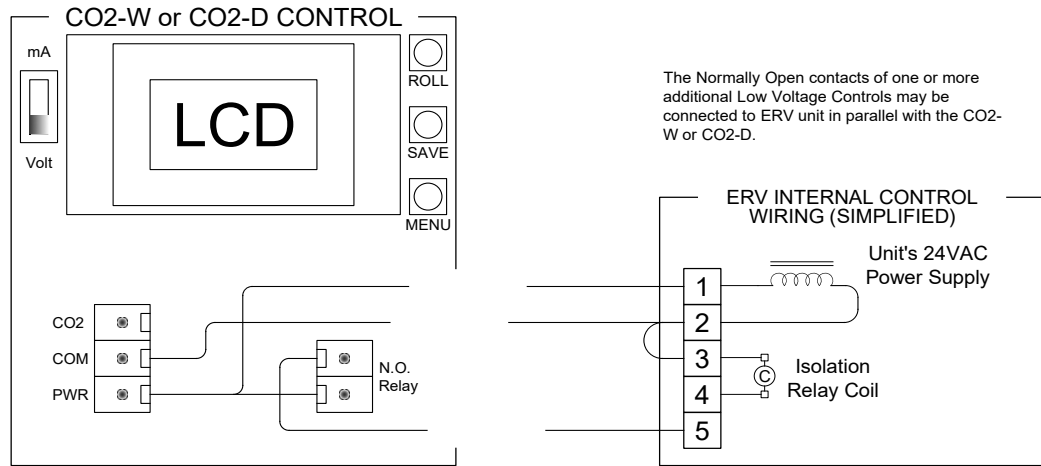 CO2-W or CO2-D CONTROL
mA
Volt
LCD
ROLL
SAVE
MENU
CO2
COM
PWR
N.O.
Relay
The Normally Open contacts of one or more
additional Low Voltage Controls may be
connected to ERV unit in parallel with the CO2-
W or CO2-D.
ERV INTERNAL CONTROL
WIRING (SIMPLIFIED)
Unit's 24VAC
Power Supply
1
2
3
4
5
C
Isolation
Relay Coil